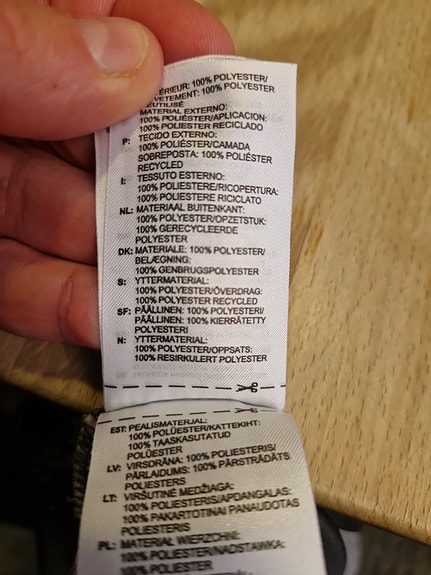 ÉRIEUR: 100% POLYESTER/
VETEMENT: 100% POLYESTER
MATERIAL EXTERNO:
100% POLIÉSTER/APLICACION:
100% POLIESTER RECICLADO
P: TECIDO EXTERNO:
100% POLIÉSTER/CAMADA
SOBREPOSTA: 100% POLIÉSTER
RECYCLED
I: TESSUTO ESTERNO:
100% POLIESTERE/RICOPERTURA:
100% POLIESTERE RICICLATO
NL: MATERIAAL BUITENKANT:
100% POLYESTER/OPZETSTUK:
100% GERECYCLEERDE
POLYESTER
DK: MATERIALE: 100% POLYESTER/
BELÆGNING:
100% GENBRUGSPOLYESTER
S: YTTERMATERIAL:
100% POLYESTER/ÖVERDRAG:
100% POLYESTER RECYCLED
SF: PÄÄLLINEN: 100% POLYESTERI/
PÄÄLLINEN: 100% KIERRÄTETTY
POLYESTERI
N: YTTERMATERIAL:
100% POLYESTER/OPPSATS:
100% RESIRKULERT POLYESTER
EST: PEALISMATERJAL:
100% POLÜESTER/KATTEKIHT:
100% TAASKASUTATUD
POLÜESTER
LV: VIRSDRĀNA: 100% POLIESTERIS/
PĀRLAIDUMS: 100% PĀRSTRĀDĀTS
POLIESTERS
LT: VIRŠUTINĖ MEDŽIAGA:
100% POLIESTERIS/APDANGALAS:
100% PAKARTOTINAI PANAUDOTAS
POLIESTERIS
PL: MATERIAŁ WIERZCHNI:
100% POLIESTER/NADSTAWKA: